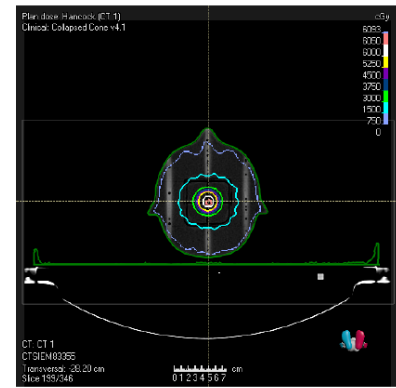 Plan dose: Hancock (CT 1)
Clinical: Collapsed Cone v4.1
cGy
6093
6050
6000
5250
4500
3750
3000
1500
750
0
CT: CT 1
CTSIEM83355
Transversal: -28.20 cm
Slice 199/346
0 1 2 3 4 5 6 7
cm